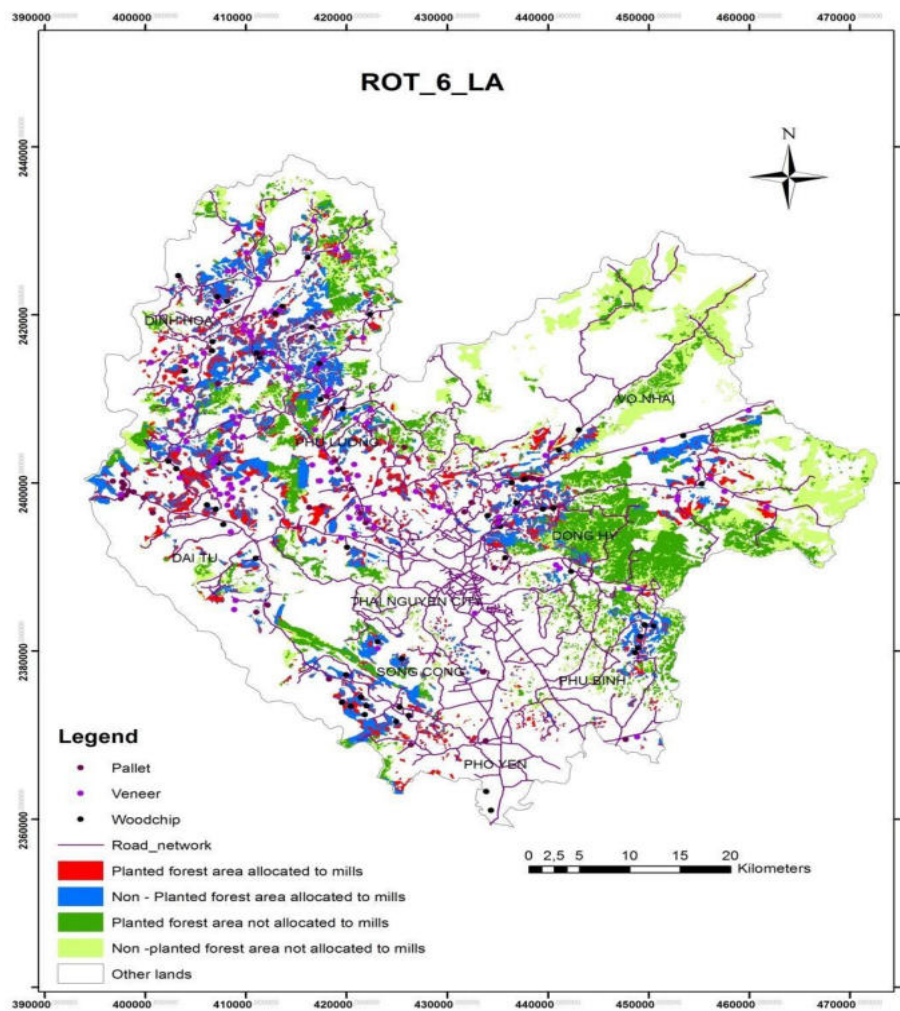 390000 400000 410000 420000 430000 440000 450000 460000 470000
ROT_6_LA
N
2440000
2420000
2400000
2380000
2360000
DINH HOA
VO NHAI
PHU LUONG
DONG HY
DAI TU
THAI NGUYEN CITY
SONG CONG
PHU BINH
PHO YEN
Legend
Pallet
Veneer
Woodchip
Road_network
Planted forest area allocated to mills
Non - Planted forest area allocated to mills
Planted forest area not allocated to mills
Non -planted forest area not allocated to mills
Other lands
0 2,5 5 10 15 20
Kilometers
390000 400000 410000 420000 430000 440000 450000 460000 470000